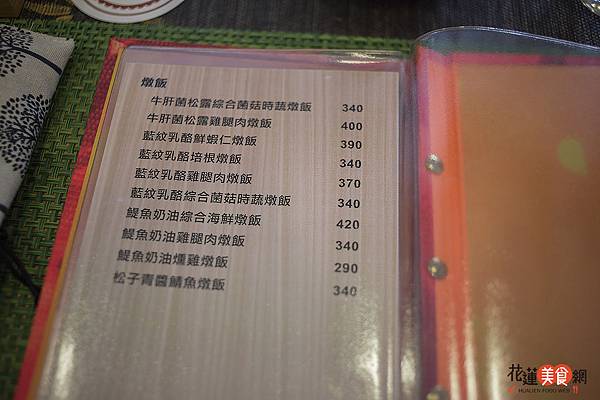 燉飯
牛肝菌松露綜合菌菇時蔬燉飯 340
牛肝菌松露雞腿肉燉飯 400
藍紋乳酪鮮蝦仁燉飯 390
藍紋乳酪培根燉飯 340
藍紋乳酪雞腿肉燉飯 370
藍紋乳酪綜合菌菇時蔬燉飯 340
鯷魚奶油綜合海鮮燉飯 420
鯷魚奶油雞腿肉燉飯 340
鯷魚奶油燻雞燉飯 290
松子青醬鯖魚燉飯 340
花蓮美食網
HUALIEN FOOD WEB